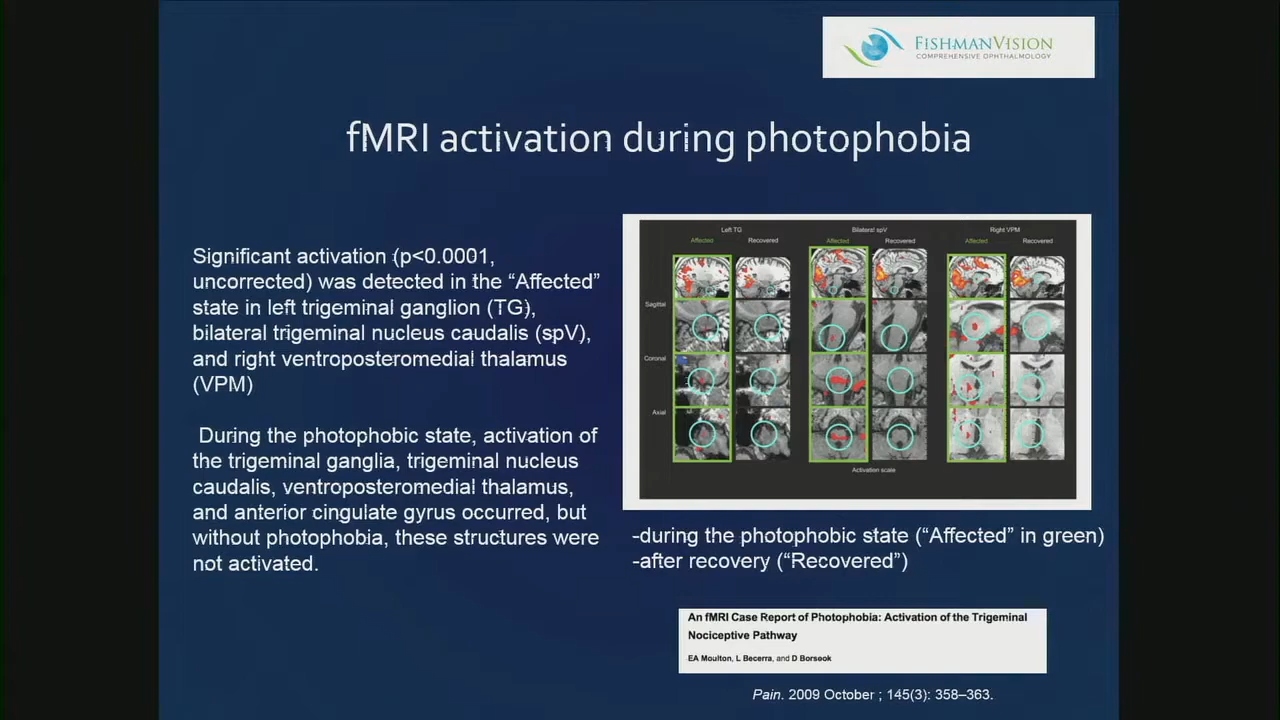 FISHMANVISION
COMPREHENSIVE OPHTHALMOLOGY
fMRI activation during photophobia
Significant activation (p<0.0001,
uncorrected) was detected in the “Affected”
state in left trigeminal ganglion (TG),
bilateral trigeminal nucleus caudalis (spV),
and right ventroposteromedial thalamus
(VPM)
During the photophobic state, activation of
the trigeminal ganglia, trigeminal nucleus
caudalis, ventroposteromedial thalamus,
and anterior cingulate gyrus occurred, but
without photophobia, these structures were
not activated.
Left TG Bilateral spV Right VPM
Affected Recovered Affected Recovered Affected Recovered
Sagittal
Coronal
Axial
Activation scale
-during the photophobic state (“Affected” in green)
-after recovery (“Recovered”)
An fMRI Case Report of Photophobia: Activation of the Trigeminal
Nociceptive Pathway
EA Moulton, L Becerra, and D Borsook
Pain. 2009 October ; 145(3): 358–363.